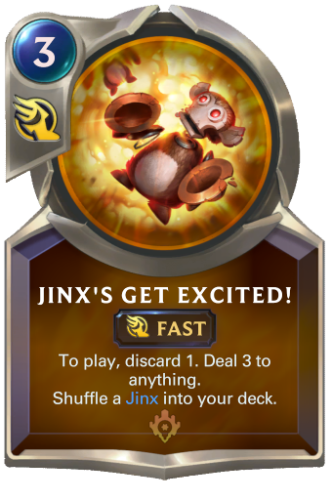 3
JINX'S GET EXCITED!
FAST
To play, discard 1. Deal 3 to
anything.
Shuffle a Jinx into your deck.